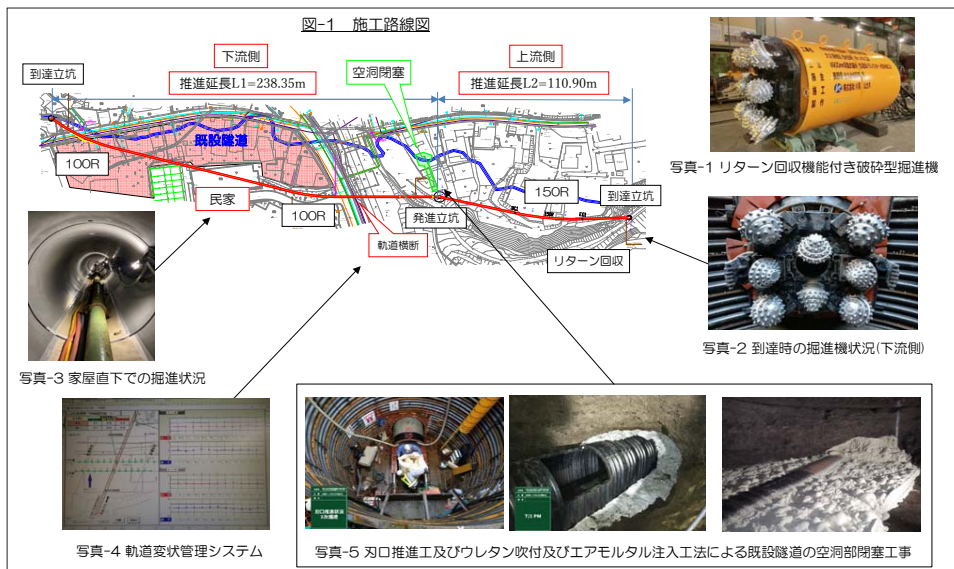 図-1 施工路線図
下流側
推進延長L1=238.35m
上流側
推進延長L2=110.90m
空洞閉塞
到達立坑
既設隧道
100R
民家
100R
発進立坑
150R
到達立坑
軌道横断
リターン回収
写真-1 リターン回収機能付き破砕型掘進機
写真-2 到達時の掘進機状況(下流側)
写真-3 家屋直下での掘進状況
写真-4 軌道変状管理システム
7/3 PM
写真-5 刃口推進工及びウレタン吹付及びエアモルタル注入工法による既設隧道の空洞部閉塞工事